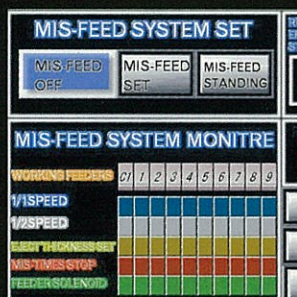 MIS-FEED SYSTEM SET
MIS-FEED OFF
MIS-FEED SET
MIS-FEED STANDING
MIS-FEED SYSTEM MONITRE
WORKING FEEDERS C1 1 2 3 4 5 6 7 8 9
1/1SPEED
1/2SPEED
EJECT THICKNESS SET
MIS-TIMES STOP
FEEDER SOLENOID